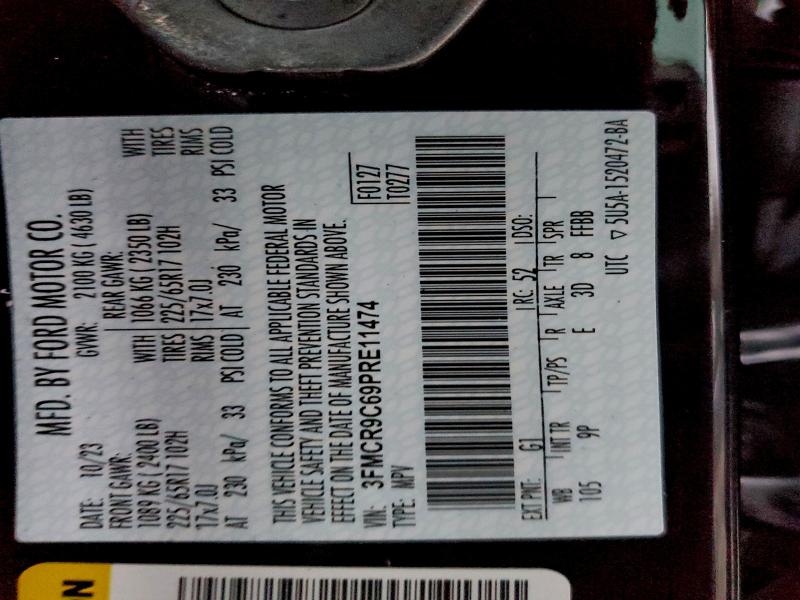 MFD. BY FORD MOTOR CO.
DATE: 10/23 GVWR: 2100 KG ( 4630 LB)
FRONT GAWR: REAR GAWR:
1089 KG ( 2400 LB) WITH 1066 KG ( 2350 LB) WITH
225/65R17 102H TIRES 225/65R17 102H TIRES
17x7.0J RIMS 17x7.0J RIMS
AT 230 kPa/ 33 PSI COLD AT 230 kPa/ 33 PSI COLD
THIS VEHICLE CONFORMS TO ALL APPLICABLE FEDERAL MOTOR
VEHICLE SAFETY AND THEFT PREVENTION STANDARDS IN
EFFECT ON THE DATE OF MANUFACTURE SHOWN ABOVE.
VIN: 3FMCR9C69PRE11474 F0127
TYPE: MPV T0277
EXT PNT: G1 RC: 52 DSO:
WB INT TR TP/PS R AXLE TR SPR
105 9P E 3D 8 FFBB
UTC ▽ 5U5A-1520472-BA
N